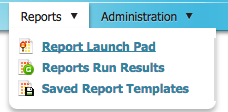 Reports ▼ Administration ▼
Report Launch Pad
Reports Run Results
Saved Report Templates